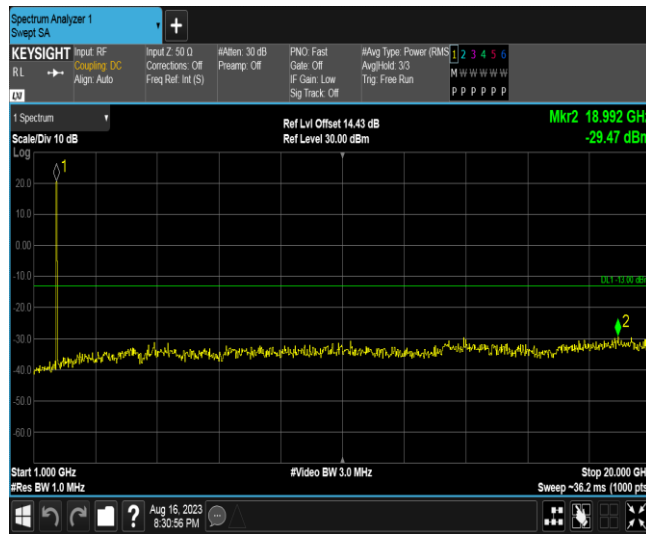 Spectrum Analyzer 1
Swept SA
+
KEYSIGHT
RL
LXI
Input: RF
Coupling: DC
Align: Auto
Input Z: 50 Ω
Corrections: Off
Freq Ref: Int (S)
#Atten: 30 dB
Preamp: Off
PNO: Fast
Gate: Off
IF Gain: Low
Sig Track: Off
#Avg Type: Power (RMS
Avg|Hold: 3/3
Trig: Free Run
1 2 3 4 5 6
M W W W W W
P P P P P P
1 Spectrum
Scale/Div 10 dB
Log
Ref Lvl Offset 14.43 dB
Ref Level 30.00 dBm
Mkr2 18.992 GHz
-29.47 dBm
1
20.0
10.0
0.00
-10.0
DL1 -13.00 dBm
-20.0
2
-30.0
-40.0
-50.0
-60.0
Start 1.000 GHz
#Res BW 1.0 MHz
#Video BW 3.0 MHz
Stop 20.000 GH
Sweep ~36.2 ms (1000 pts
?
Aug 16, 2023
8:30:56 PM